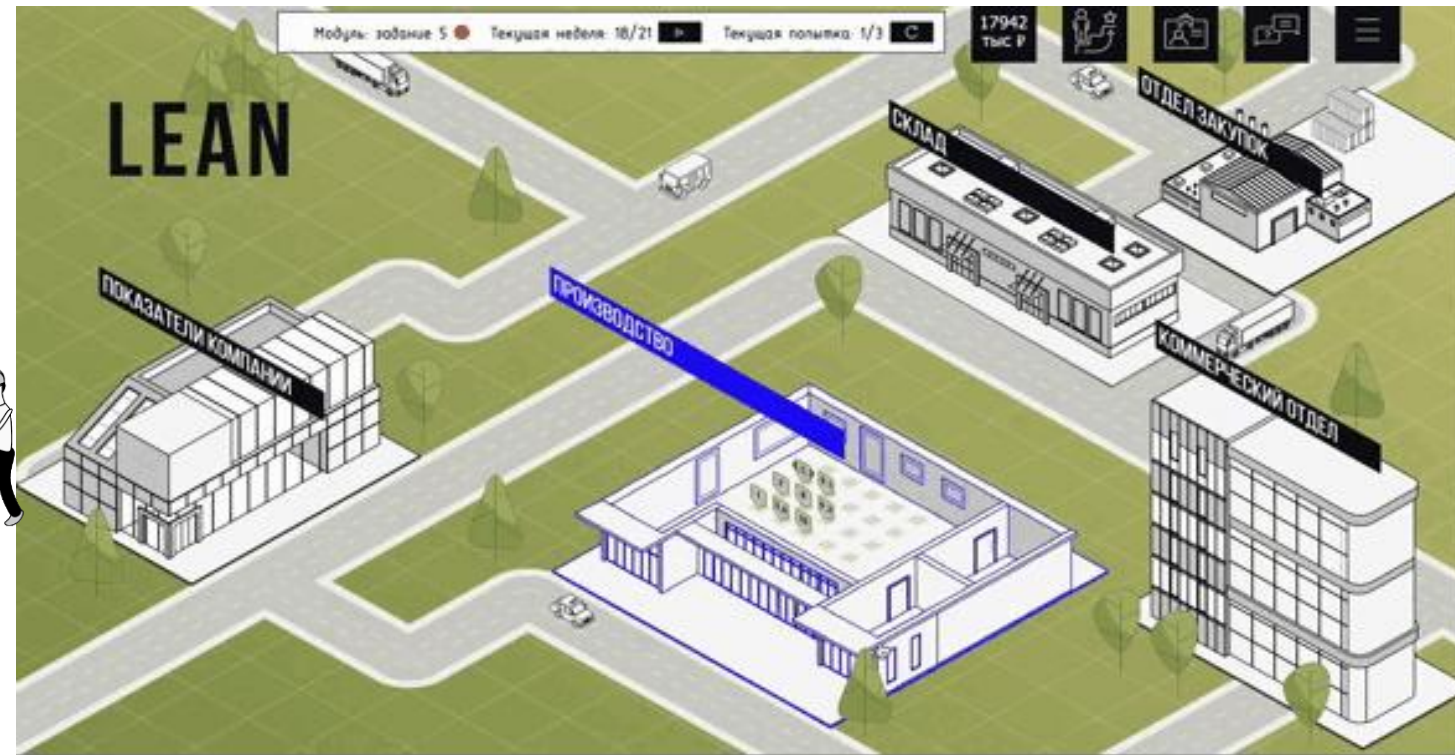 Модуль: задание 5
Текущая неделя: 18/21
Текущая попытка: 1/3
17942
тыс ₽
LEAN
СКЛАД
ОТДЕЛ ЗАКУПОК
ПОКАЗАТЕЛИ КОМПАНИИ
ПРОИЗВОДСТВО
КОММЕРЧЕСКИЙ ОТДЕЛ